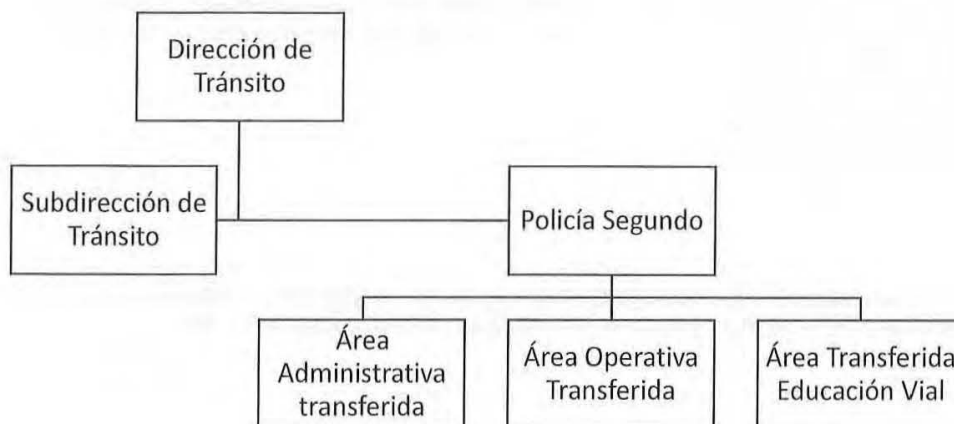 Dirección de
Tránsito
Subdirección de
Tránsito
Policía Segundo
Área
Administrativa
transferida
Área Operativa
Transferida
Área Transferida
Educación Vial